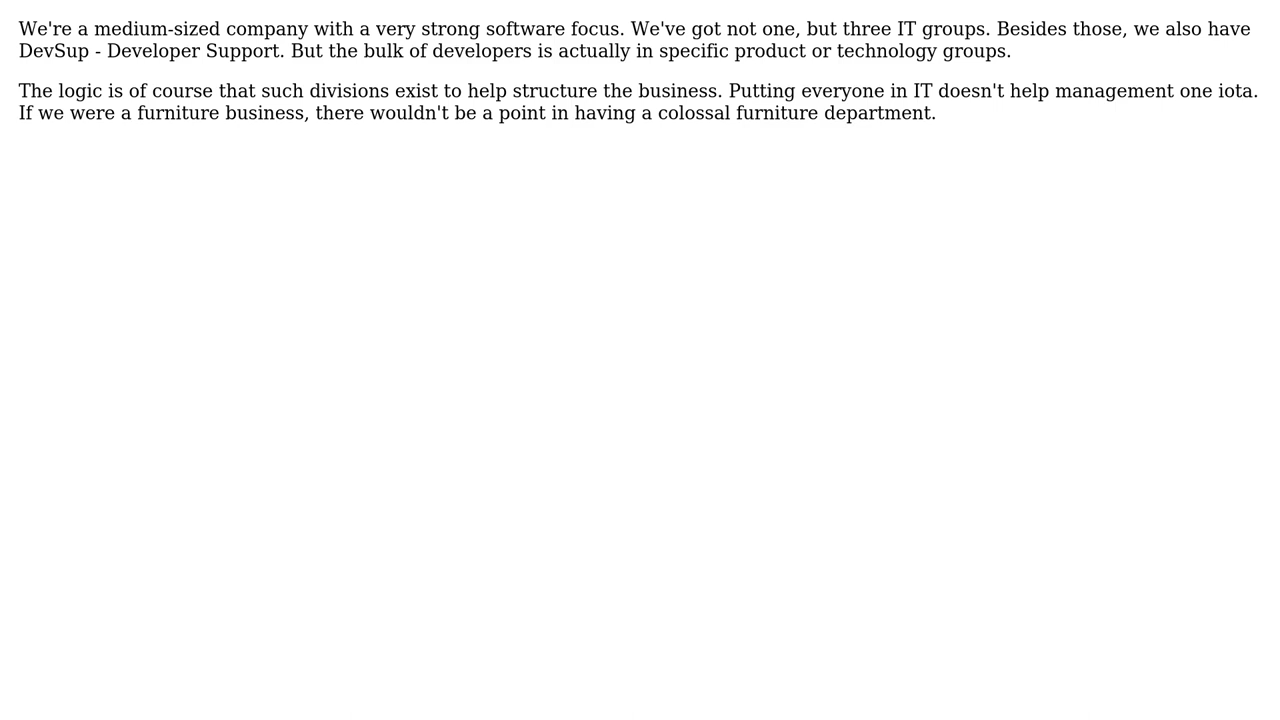 We're a medium-sized company with a very strong software focus. We've got not one, but three IT groups. Besides those, we also have
DevSup - Developer Support. But the bulk of developers is actually in specific product or technology groups.
The logic is of course that such divisions exist to help structure the business. Putting everyone in IT doesn't help management one iota.
If we were a furniture business, there wouldn't be a point in having a colossal furniture department.